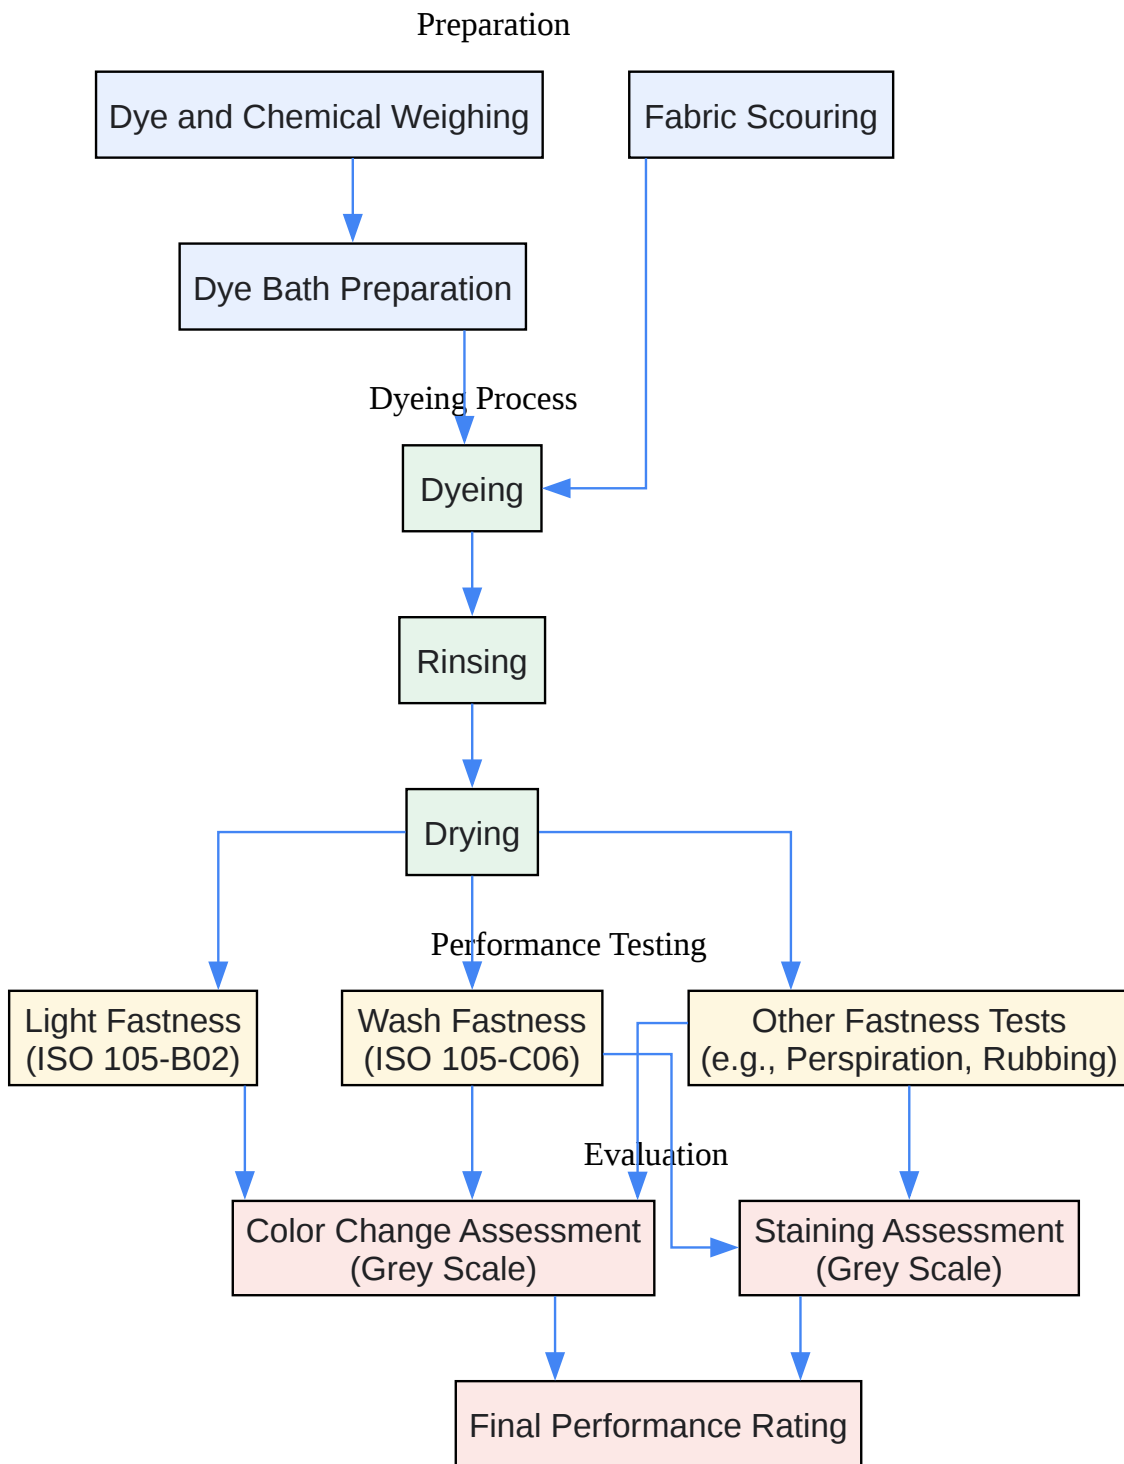 Preparation
Dye and Chemical Weighing
Fabric Scouring
Dye Bath Preparation
Dyeing Process
Dyeing
Rinsing
Drying
Performance Testing
Light Fastness
(ISO 105-B02)
Wash Fastness
(ISO 105-C06)
Other Fastness Tests
(e.g., Perspiration, Rubbing)
Evaluation
Color Change Assessment
(Grey Scale)
Staining Assessment
(Grey Scale)
Final Performance Rating